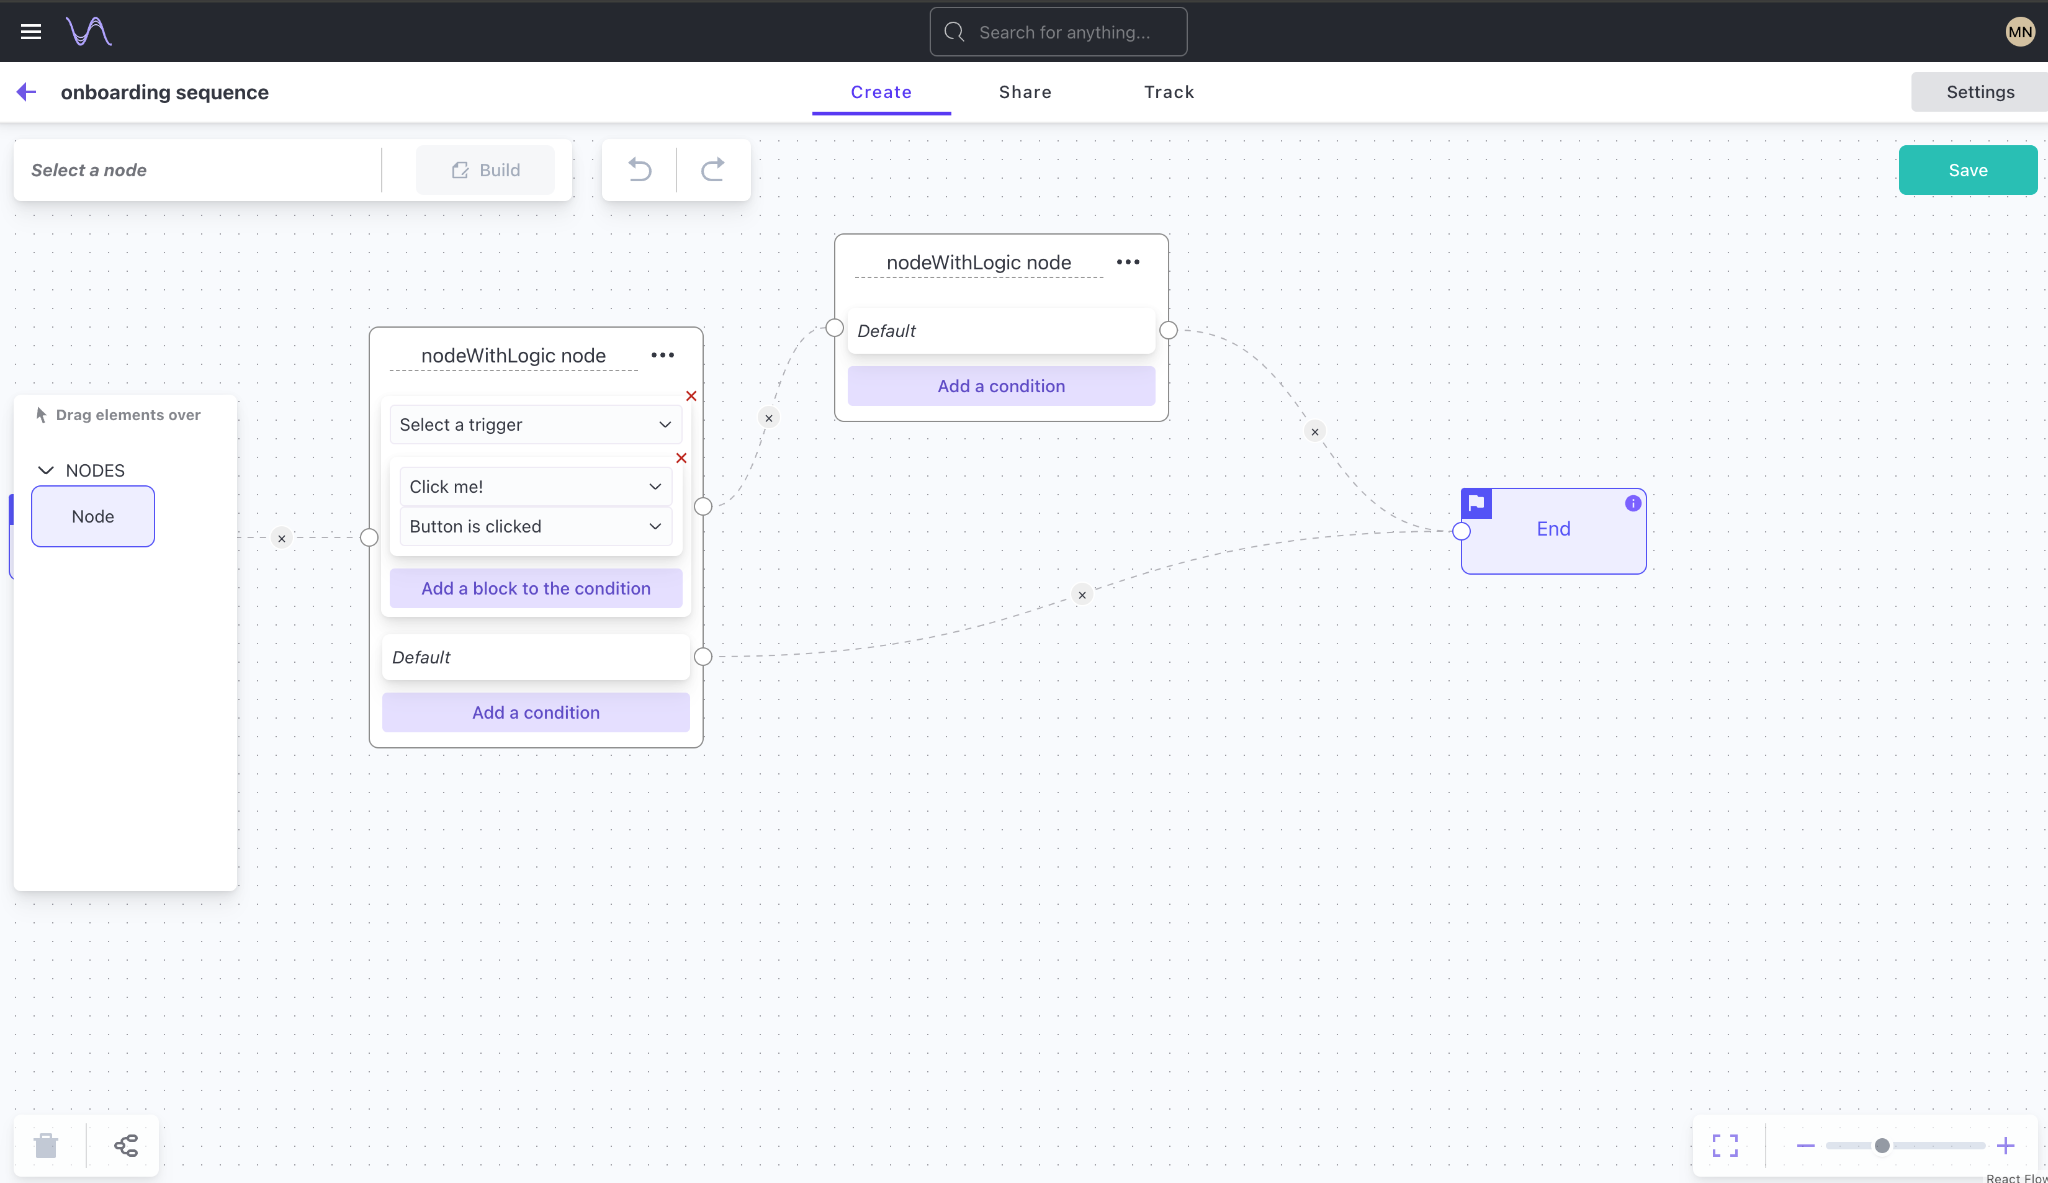 Search for anything...
MN
onboarding sequence
Create
Share
Track
Settings
Select a node
Build
Save
nodeWithLogic node
Default
Add a condition
nodeWithLogic node
Select a trigger
Click me!
Button is clicked
Add a block to the condition
Default
Add a condition
Drag elements over
NODES
Node
End
React Flow